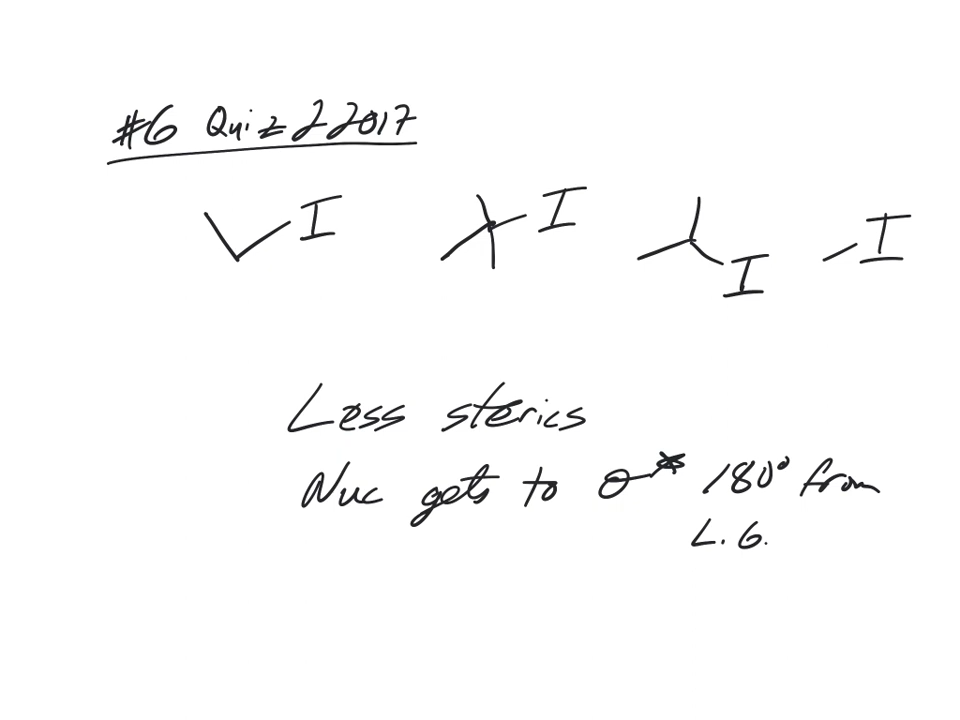 #6 Quiz 2 2017
I I I I
Less sterics
Nuc gets to σ* 180° from
L.G.